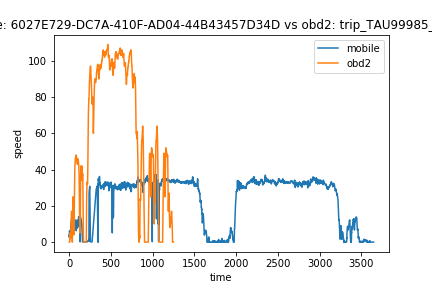 e: 6027E729-DC7A-410F-AD04-44B43457D34D vs obd2: trip_TAU99985_
mobile
obd2
speed
100
80
60
40
20
0
0 500 1000 1500 2000 2500 3000 3500
time